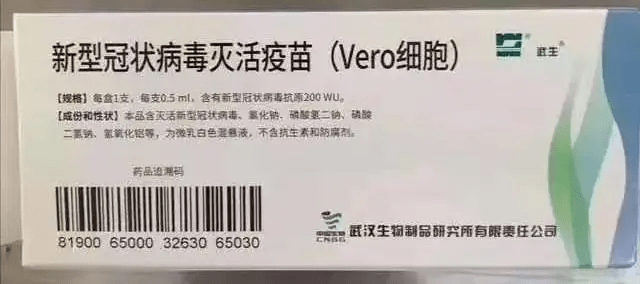 新型冠状病毒灭活疫苗（Vero细胞）
武生®
【规格】每盒1支，每支0.5 ml，含有新型冠状病毒抗原200 WU。
【成份和性状】本品含灭活新型冠状病毒、氯化钠、磷酸氢二钠、磷酸
二氢钠、氢氧化铝等，为微乳白色混悬液，不含抗生素和防腐剂。
药品追溯码
81900 65000 32630 65030
中国生物
CNBG
武汉生物制品研究所有限责任公司